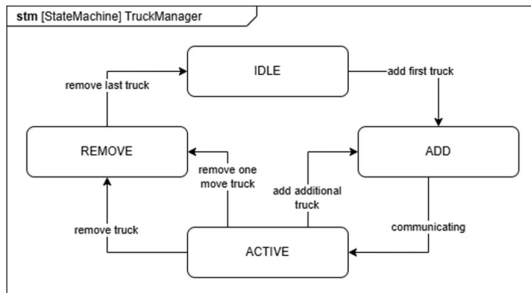 stm [StateMachine] TruckManager
IDLE
add first truck
remove last truck
REMOVE
ADD
remove one
move truck
add additional
truck
remove truck
communicating
ACTIVE